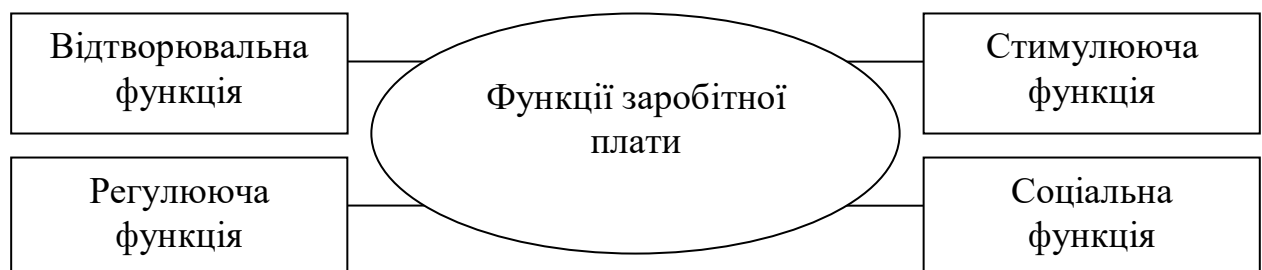 Відтворювальна
функція
Функції заробітної
плати
Стимулююча
функція
Регулююча
функція
Соціальна
функція